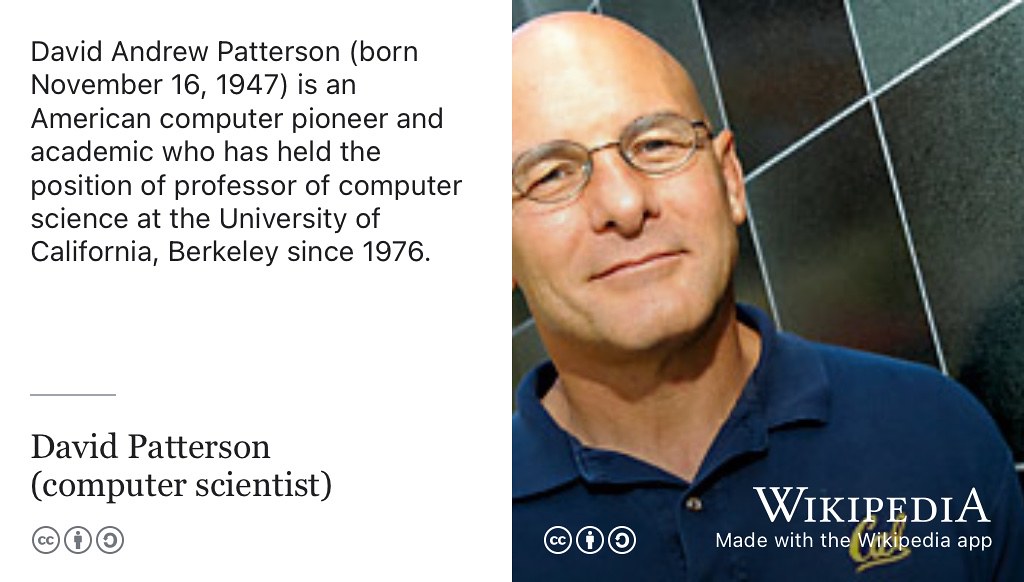 David Andrew Patterson (born
November 16, 1947) is an
American computer pioneer and
academic who has held the
position of professor of computer
science at the University of
California, Berkeley since 1976.
David Patterson
(computer scientist)
cc
cc
WIKIPEDIA
Made with the Wikipedia app
Cal